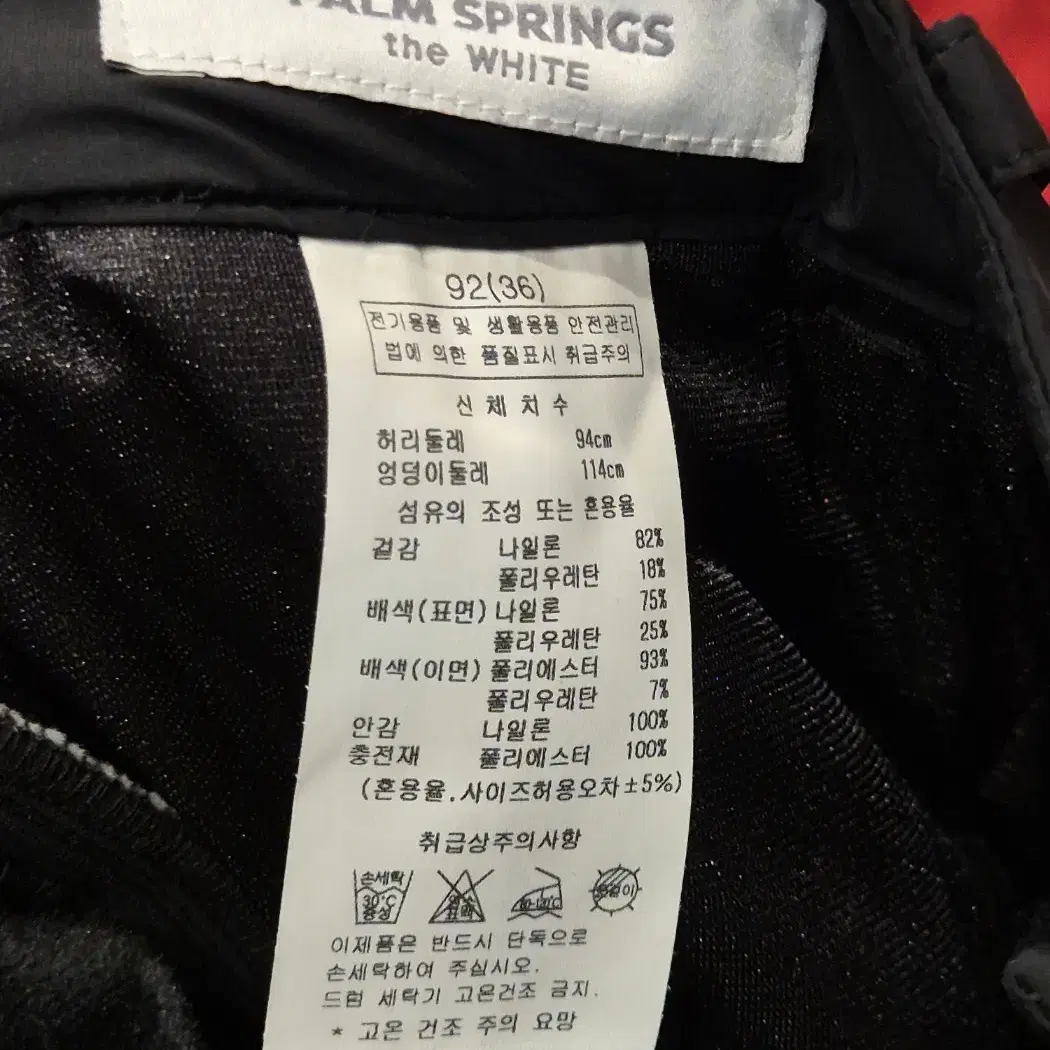 PALM SPRINGS
the WHITE
92(36)
전기용품 및 생활용품 안전관리
법에 의한 품질표시 취급주의
신체치수
허리둘레 94cm
엉덩이둘레 114cm
섬유의 조성 또는 혼용율
겉감 나일론 82%
폴리우레탄 18%
배색(표면) 나일론 75%
폴리우레탄 25%
배색(이면) 폴리에스터 93%
폴리우레탄 7%
안감 나일론 100%
충전재 폴리에스터 100%
(혼용율.사이즈허용오차±5%)
취급상주의사항
손세탁
30°C
중성
이제품은 반드시 단독으로
손세탁하여 주십시오.
드럼 세탁기 고온건조 금지.
* 고온 건조 주의 요망